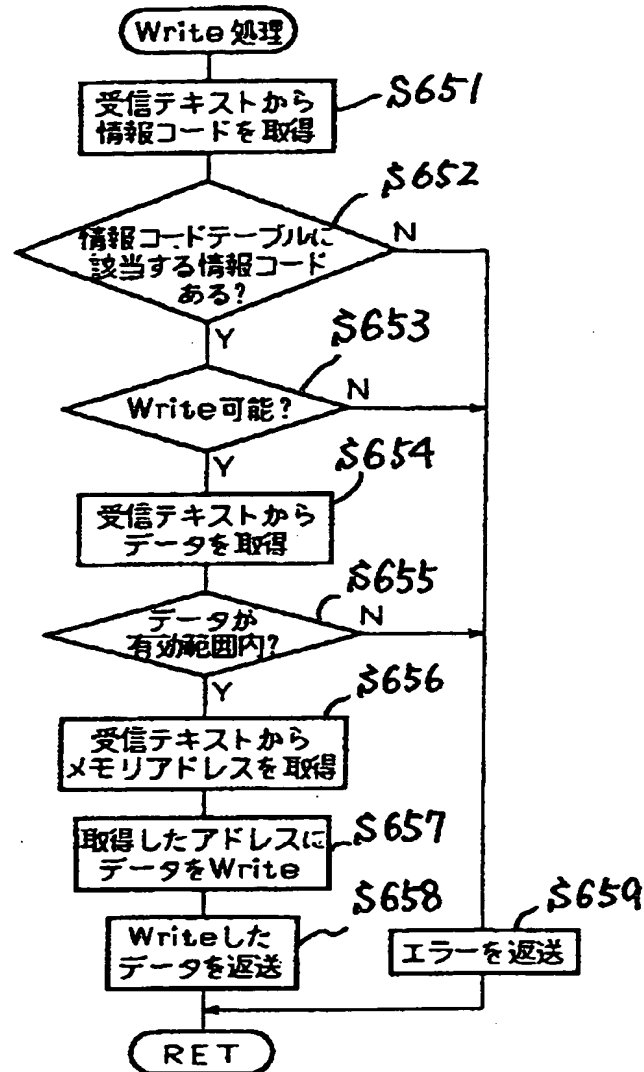 Write 処理
受信テキストから
情報コードを取得
S651
S652
情報コードテーブルに
該当する情報コード
ある?
N
Y
S653
Write可能?
N
Y
S654
受信テキストから
データを取得
S655
データが
有効範囲内?
N
Y
S656
受信テキストから
メモリアドレスを取得
取得したアドレスに
データをWrite
S657
S658
Writeした
データを返送
S659
エラーを返送
RET